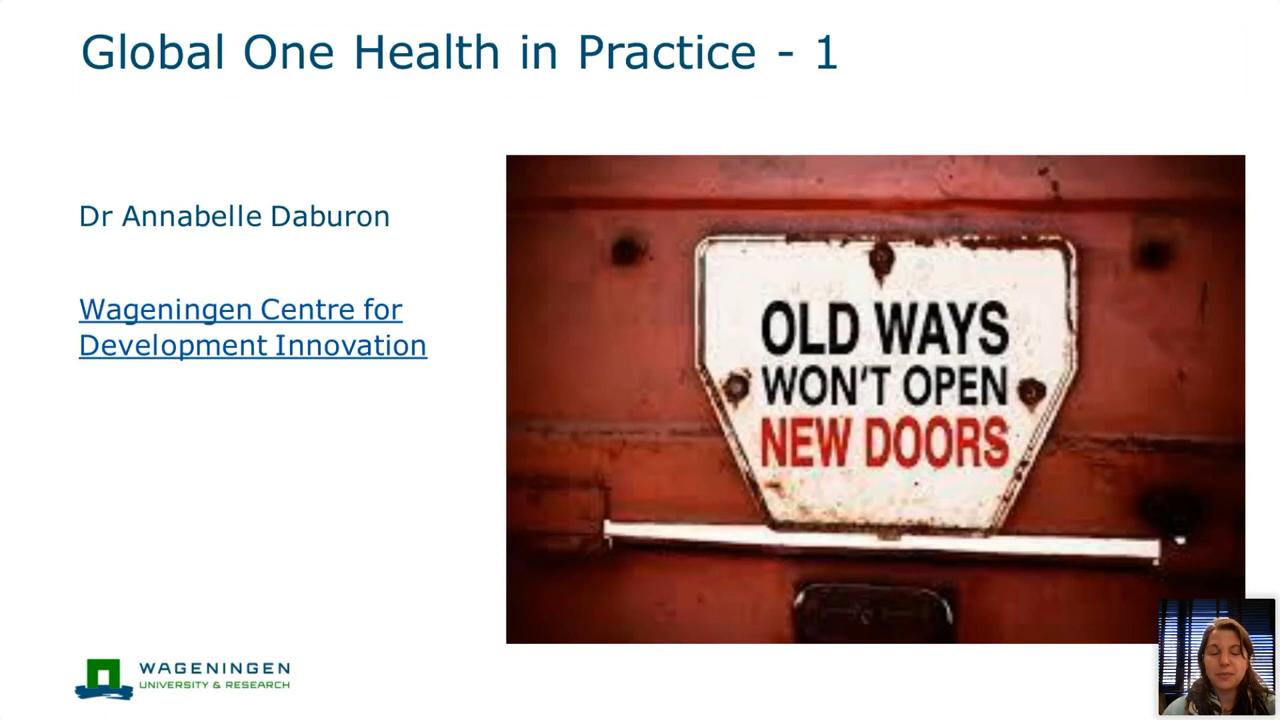 Global One Health in Practice - 1
Dr Annabelle Daburon
Wageningen Centre for
Development Innovation
OLD WAYS
WON'T OPEN
NEW DOORS
WAGENINGEN
UNIVERSITY & RESEARCH